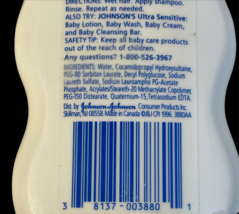 DIRECTIONS: Wet hair. Apply shampoo.
Rinse. Repeat as needed.
ALSO TRY: JOHNSON'S Ultra Sensitive:
Baby Lotion, Baby Wash, Baby Cream,
and Baby Cleansing Bar.
SAFETY TIP: Keep all baby care products
out of the reach of children.
Any questions? 1-800-526-3967
INGREDIENTS: Water, Cocamidopropyl Hydroxysultaine,
PEG-80 Sorbitan Laurate, Decyl Polyglucose, Sodium
Laureth Sulfate, Sodium Lauroampho PG-Acetate
Phosphate, Acrylates/Steareth-20 Methacrylate Copolymer,
PEG-150 Distearate, Quaternium-15, Tetrasodium EDTA.
Dist. by Johnson & Johnson Consumer Products Inc.
Skillman, NJ 08558 Made in Canada ©J&J CPI 1996 3880AA
3 8137-003880 1